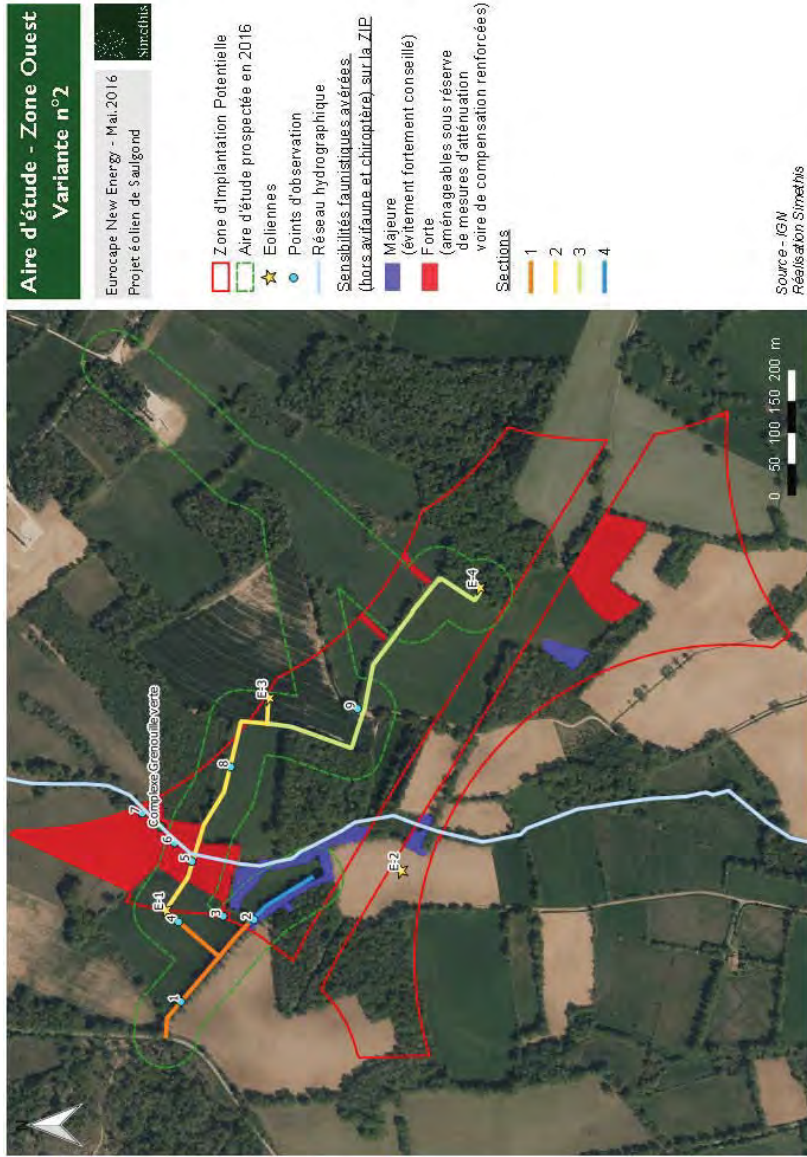 Aire d'étude - Zone Ouest
Variante n°2
Eurocape New Energy - Mai.2016
Projet éolien de Saulgond
Simethis
Zone d'Implantation Potentielle
Aire d'étude prospectée en 2016
Eoliennes
Points d'observation
Réseau hydrographique
Sensibilités faunistiques avérées
(hors avifaune et chiroptère) sur la ZIP
Majeure
(évitement fortement conseillé)
Forte
(aménageables sous réserve
de mesures d'atténuation
voire de compensation renforcées)
Sections
1
2
3
4
Source - IGN
Réalisation Simethis
N
Complexe Grenouille verte
7
6
5
E-1
4
3
2
1
8
E-3
9
E-2
E-4
0 50 100 150 200 m